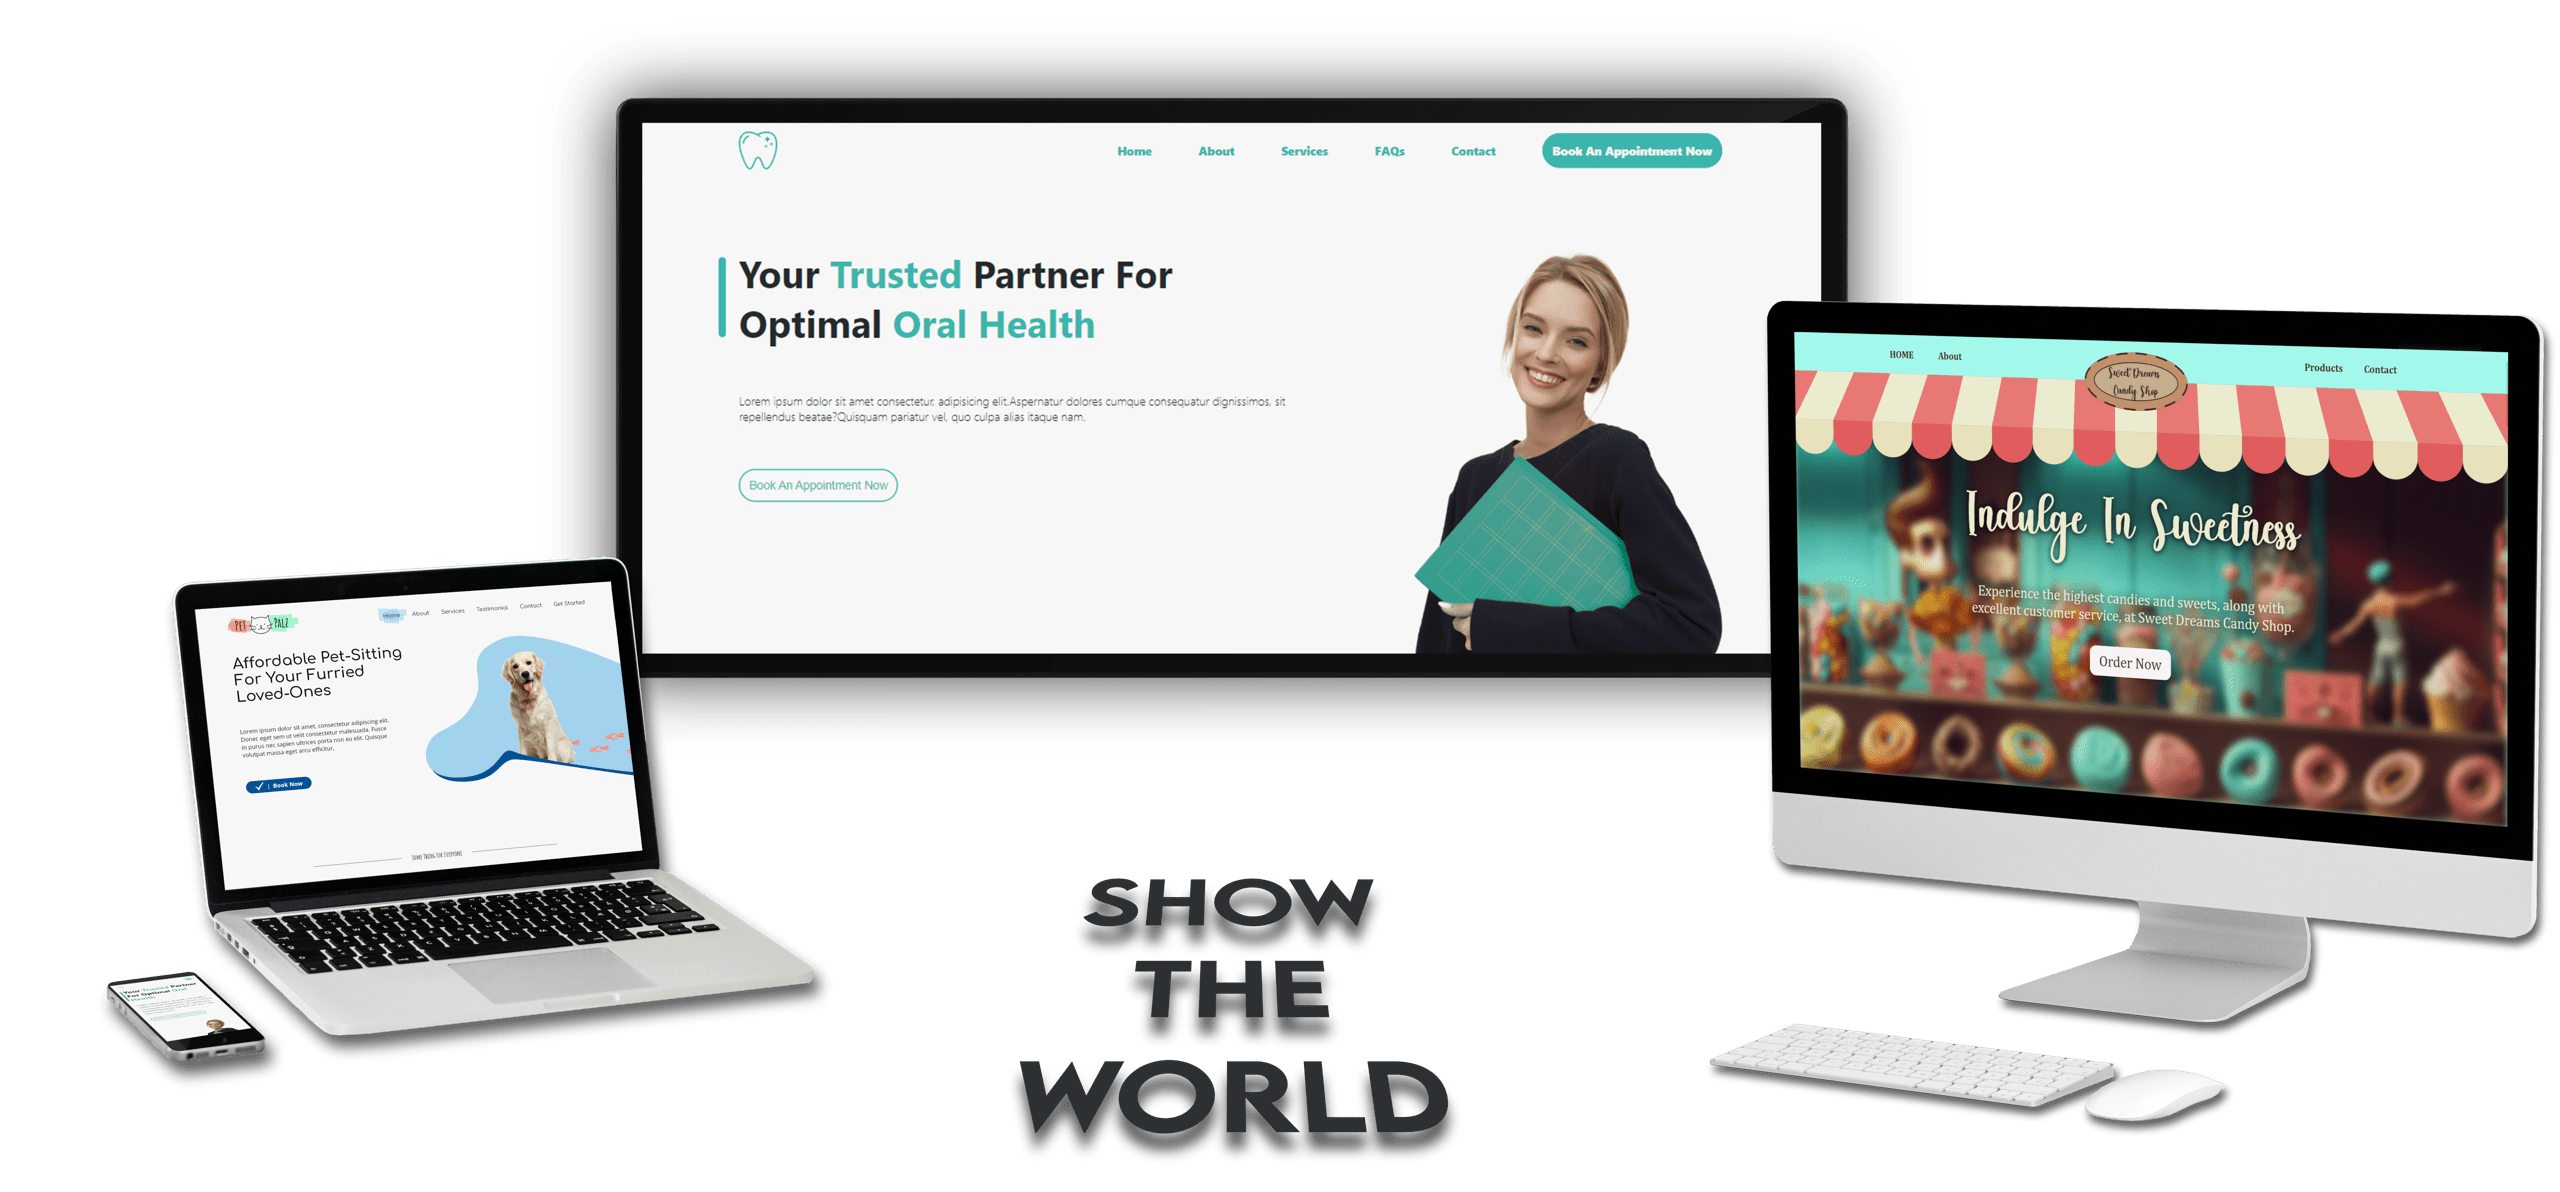 Home About Services FAQs Contact Book An Appointment Now
Your Trusted Partner For
Optimal Oral Health
Lorem ipsum dolor sit amet consectetur, adipisicing elit.Aspernatur dolores cumque consequatur dignissimos, sit
repellendus beatae?Quisquam pariatur vel, quo culpa alias itaque nam.
Book An Appointment Now
PET PALZ
Home About Services Testimonial Contact Get Started
Affordable Pet-Sitting
For Your Furried
Loved-Ones
Lorem ipsum dolor sit amet, consectetur adipiscing elit.
Donec eget sem ut velit consectetur malesuada. Fusce
in purus nec sapien ultrices porta non eu elit. Quisque
volutpat massa eget arcu efficitur,
| Book Now
Some Thing For Everyone
HOME About Products Contact
Sweet Dreams
Candy Shop
Indulge In Sweetness
Experience the highest candies and sweets, along with
excellent customer service, at Sweet Dreams Candy Shop.
Order Now
Your Trusted Partner
For Optimal Oral
Health
SHOW
THE
WORLD